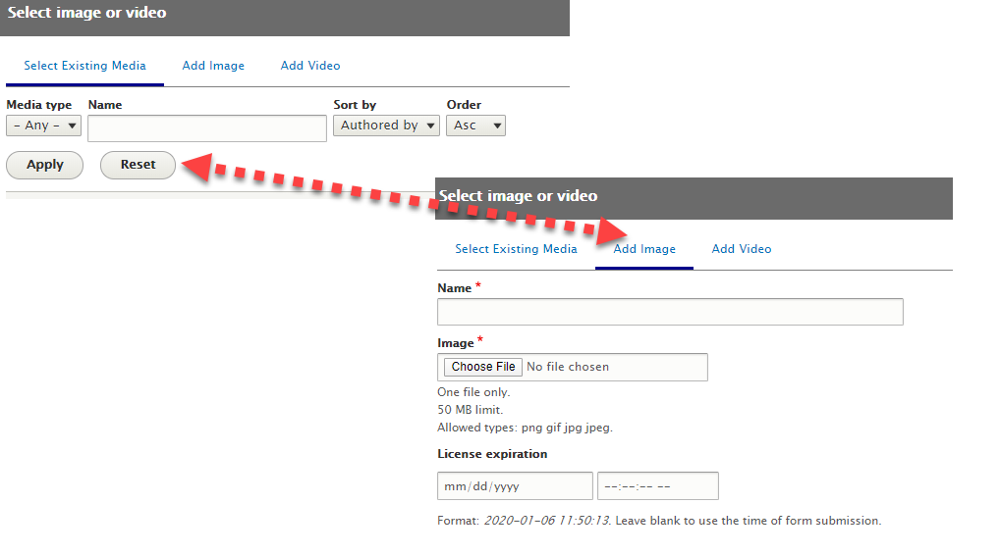 Select image or video
Select Existing Media Add Image Add Video
Media type Name Sort by Order
- Any - Authored by Asc
Apply Reset
Select image or video
Select Existing Media Add Image Add Video
Name *
Image *
Choose File No file chosen
One file only.
50 MB limit.
Allowed types: png gif jpg jpeg.
License expiration
mm/dd/yyyy --:--:-- --
Format: 2020-01-06 11:50:13. Leave blank to use the time of form submission.